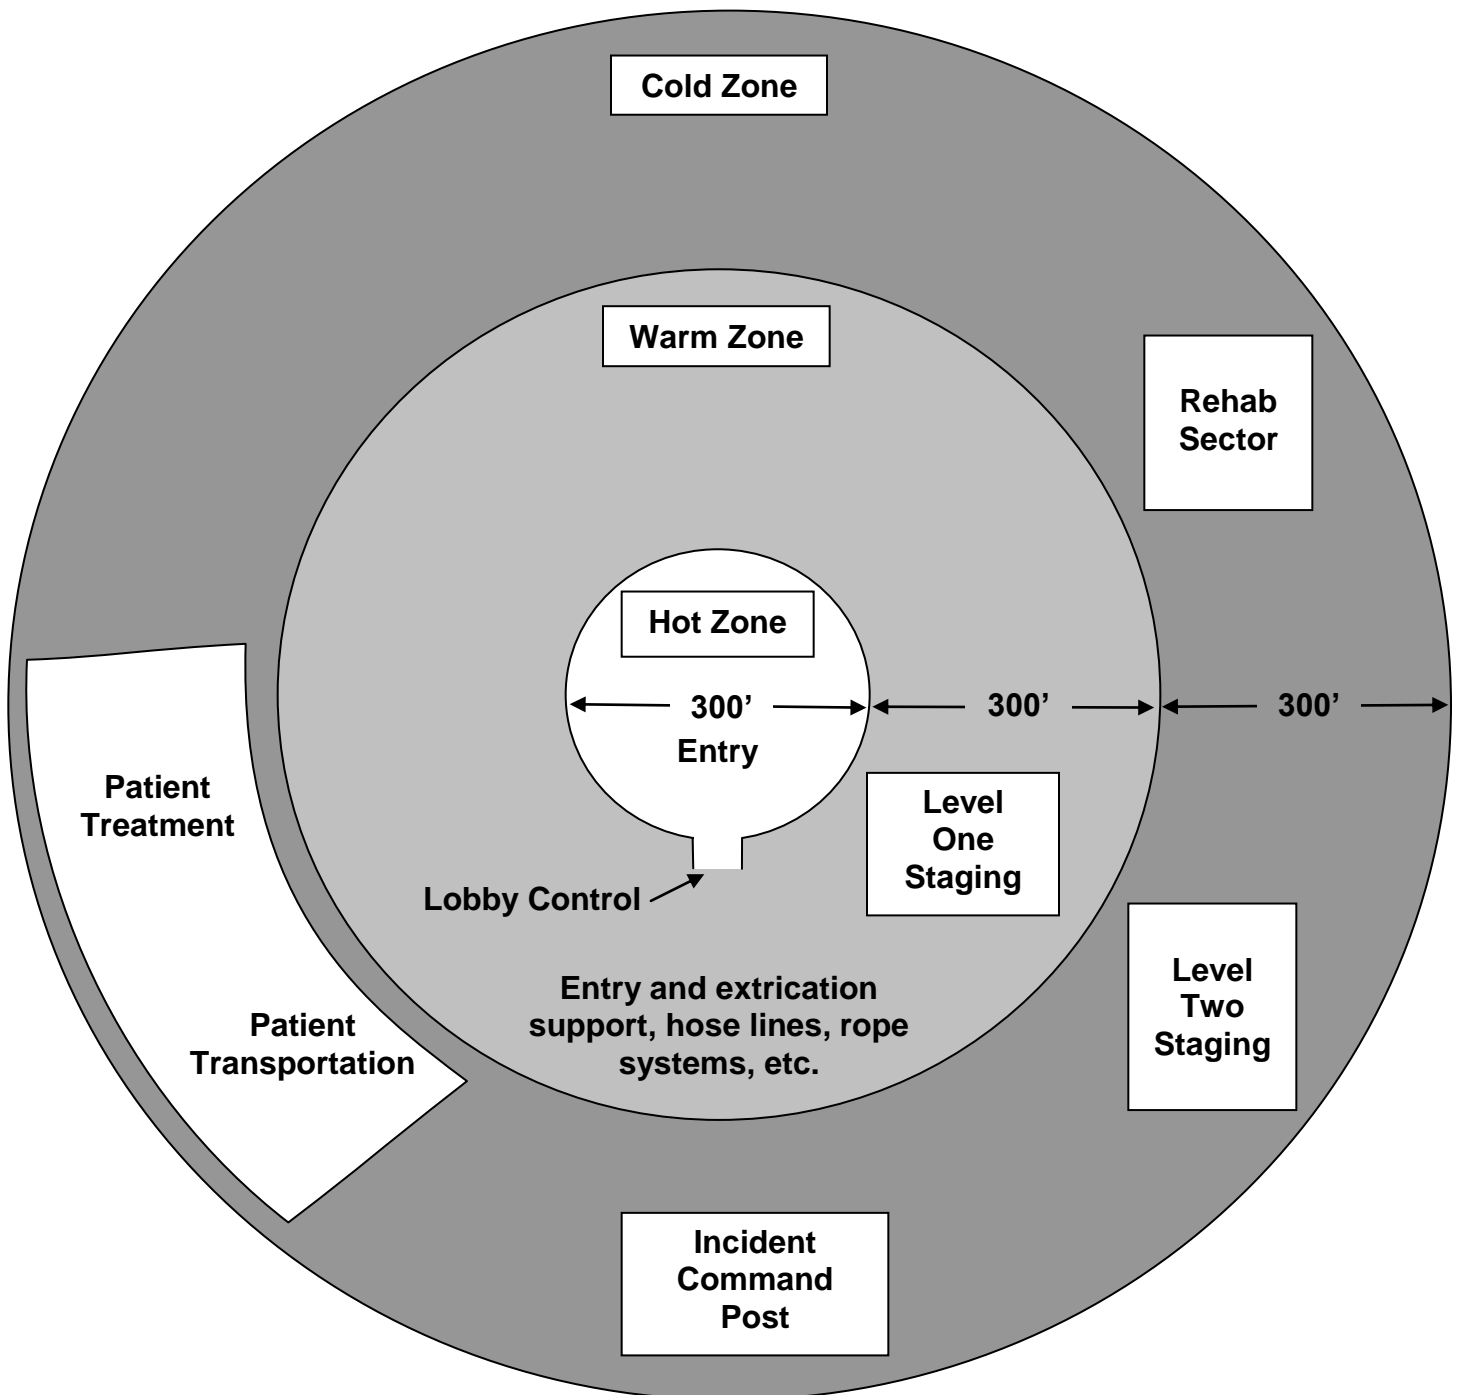 Cold Zone
Warm Zone
Rehab
Sector
Hot Zone
300’
300’
300’
Entry
Patient
Treatment
Level
One
Staging
Lobby Control
Level
Two
Staging
Entry and extrication
support, hose lines, rope
systems, etc.
Patient
Transportation
Incident
Command
Post